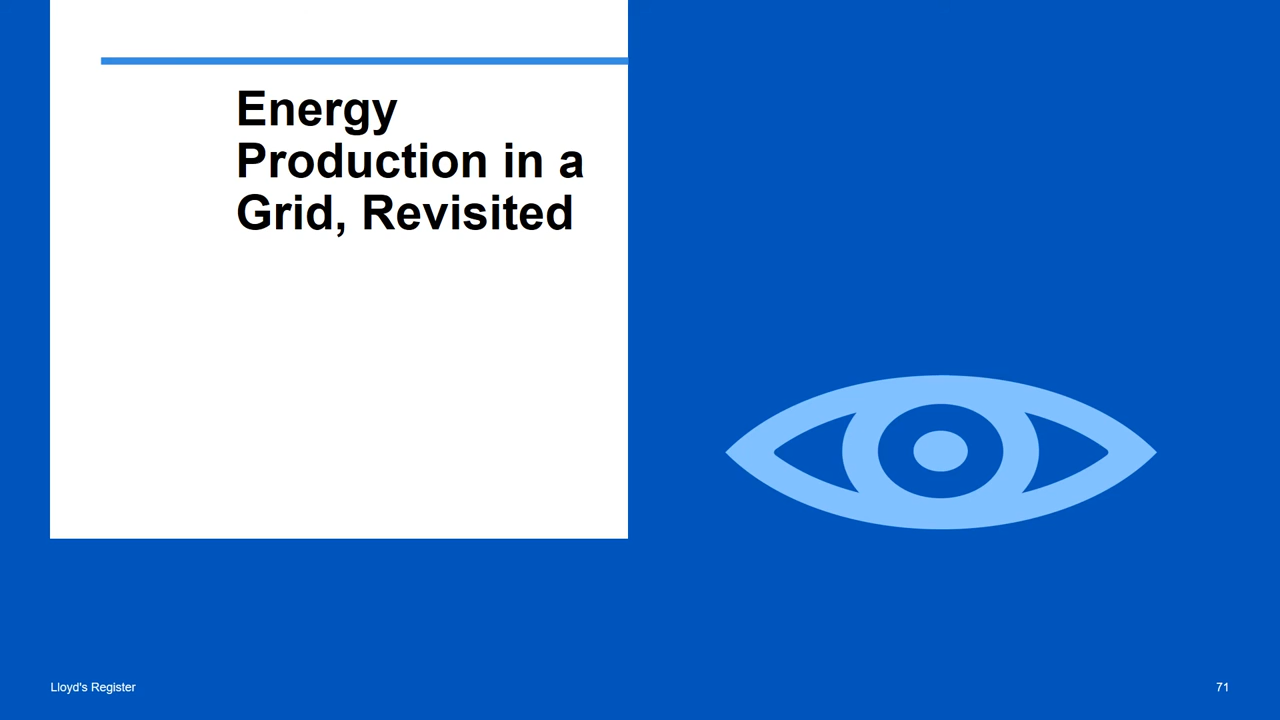 Energy
Production in a
Grid, Revisited
Lloyd's Register
71